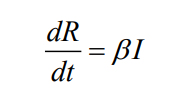 dR/dt = βI